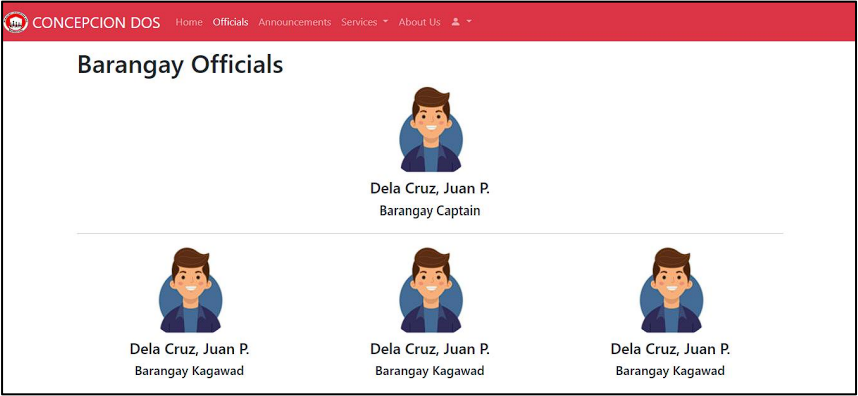 CONCEPCION DOS Home Officials Announcements Services About Us
Barangay Officials
Dela Cruz, Juan P.
Barangay Captain
Dela Cruz, Juan P. Dela Cruz, Juan P. Dela Cruz, Juan P.
Barangay Kagawad Barangay Kagawad Barangay Kagawad